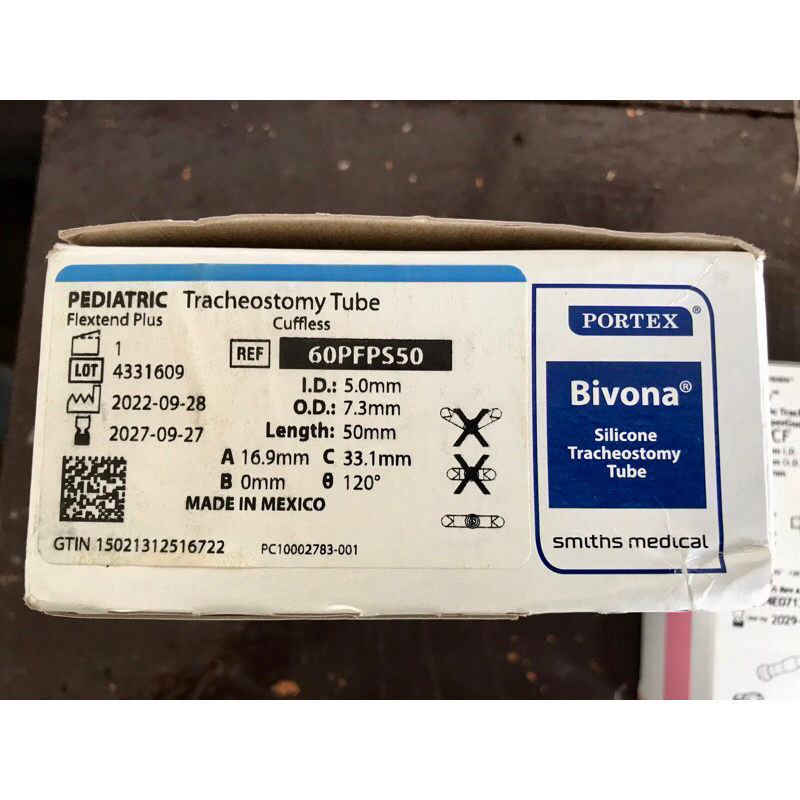 PEDIATRIC Tracheostomy Tube
Flextend Plus
Cuffless
1
REF 60PFPS50
LOT 4331609
I.D.: 5.0mm
2022-09-28
O.D.: 7.3mm
2027-09-27
Length: 50mm
A 16.9mm C 33.1mm
B 0mm θ 120°
MADE IN MEXICO
GTIN 15021312516722
PC10002783-001
PORTEX®
Bivona®
Silicone
Tracheostomy
Tube
smiths medical
CF
2029-